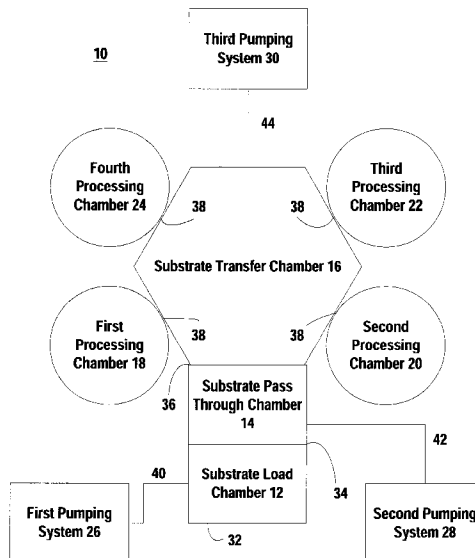 10
Third Pumping
System 30
44
Fourth
Processing
Chamber 24
38
38
Third
Processing
Chamber 22
Substrate Transfer Chamber 16
First
Processing
Chamber 18
38
38
Second
Processing
Chamber 20
36
Substrate Pass
Through Chamber
14
42
40
Substrate Load
Chamber 12
34
First Pumping
System 26
32
Second Pumping
System 28